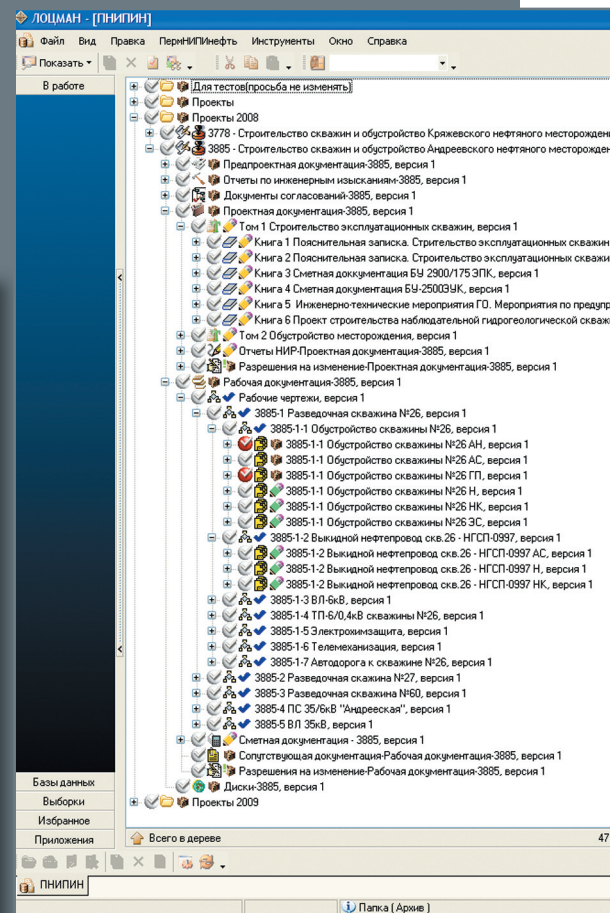 ЛОЦМАН - [ПНИПИН]
Файл Вид Правка ПермНИПИнефть Инструменты Окно Справка
Показать
В работе
Для тестов(просьба не изменять)
Проекты
Проекты 2008
3778 - Строительство скважин и обустройство Кряжевского нефтяного месторожден
3885 - Строительство скважин и обустройство Андреевского нефтяного месторожден
Предпроектная документация-3885, версия 1
Отчеты по инженерным изысканиям-3885, версия 1
Документы согласований-3885, версия 1
Проектная документация-3885, версия 1
Том 1 Строительство эксплуатационных скважин, версия 1
Книга 1 Пояснительная записка. Стрительство эксплуатационных скважин
Книга 2 Пояснительная записка. Строительство эксплуатационных скважи
Книга 3 Сметная доккументация БУ 2900/175 ЭПК, версия 1
Книга 4 Сметная доккументация БУ-2500ЭУК, версия 1
Книга 5 Инженерно-технические мероприятия ГО. Мероприятия по предупр
Книга 6 Проект строительства наблюдательной гидрогеологической скваж
Том 2 Обустройство месторождения, версия 1
Отчеты НИР-Проектная документация-3885, версия 1
Разрешения на изменение-Проектная документация-3885, версия 1
Рабочая документация-3885, версия 1
Рабочие чертежи, версия 1
3885-1 Разведочная скважина №26, версия 1
3885-1-1 Обустройство скважины №26, версия 1
3885-1-1 Обустройство скважины №26 АН, версия 1
3885-1-1 Обустройство скважины №26 АС, версия 1
3885-1-1 Обустройство скважины №26 ГП, версия 1
3885-1-1 Обустройство скважины №26 Н, версия 1
3885-1-1 Обустройство скважины №26 НК, версия 1
3885-1-1 Обустройство скважины №26 ЭС, версия 1
3885-1-2 Выкидной нефтепровод скв.26 - НГСП-0997, версия 1
3885-1-2 Выкидной нефтепровод скв.26 - НГСП-0997 АС, версия 1
3885-1-2 Выкидной нефтепровод скв.26 - НГСП-0997 Н, версия 1
3885-1-2 Выкидной нефтепровод скв.26 - НГСП-0997 НК, версия 1
3885-1-3 ВЛ-6кВ, версия 1
3885-1-4 ТП-6/0,4кВ скважины №26, версия 1
3885-1-5 Электрохимзащита, версия 1
3885-1-6 Телемеханизация, версия 1
3885-1-7 Автодорога к скважине №26, версия 1
3885-2 Разведочная скажина №27, версия 1
3885-3 Разведочная скважина №60, версия 1
3885-4 ПС 35/6кВ "Андрееская", версия 1
3885-5 ВЛ 35кВ, версия 1
Сметная документация - 3885, версия 1
Сопутствующая документация-Рабочая документация-3885, версия 1
Разрешения на изменение-Рабочая документация-3885, версия 1
Диски-3885, версия 1
Проекты 2009
Базы данных
Выборки
Избранное
Приложения
Всего в дереве 47
ПНИПИН
Папка ( Архив )